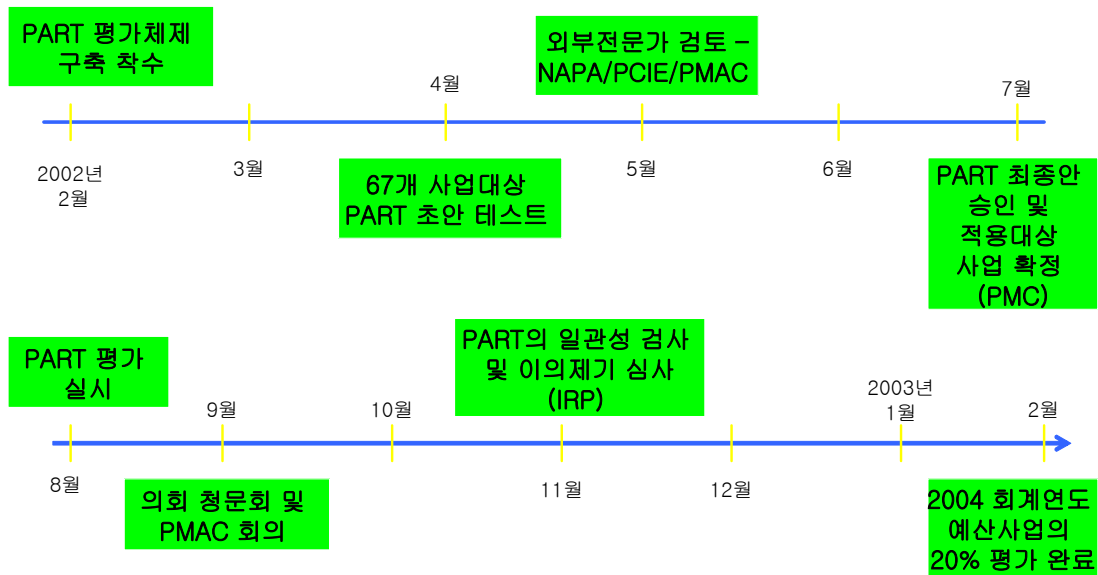 PART 평가체제
구축 착수
외부전문가 검토 –
NAPA/PCIE/PMAC
4월
7월
2002년
2월
3월
5월
6월
67개 사업대상
PART 초안 테스트
PART 최종안
승인 및
적용대상
사업 확정
(PMC)
PART 평가
실시
PART의 일관성 검사
및 이의제기 심사
(IRP)
9월
10월
2003년
1월
2월
8월
11월
12월
의회 청문회 및
PMAC 회의
2004 회계연도
예산사업의
20% 평가 완료